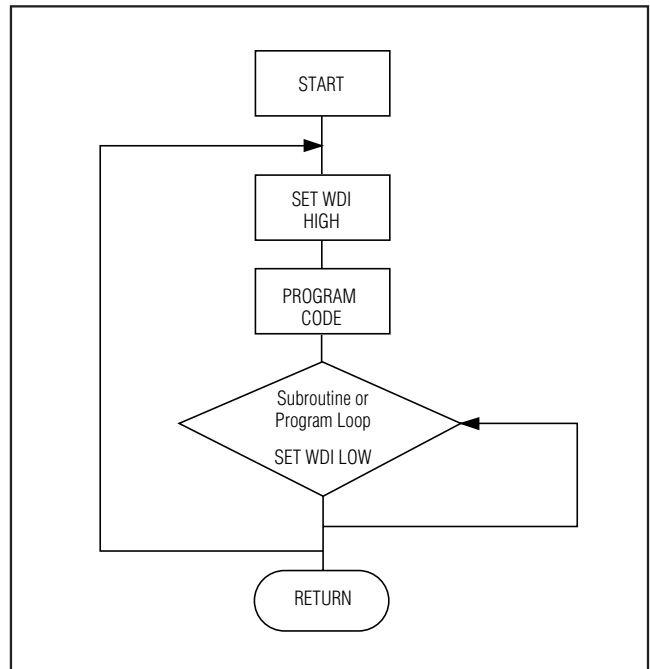 START
SET WDI
HIGH
PROGRAM
CODE
Subroutine or
Program Loop
SET WDI LOW
RETURN